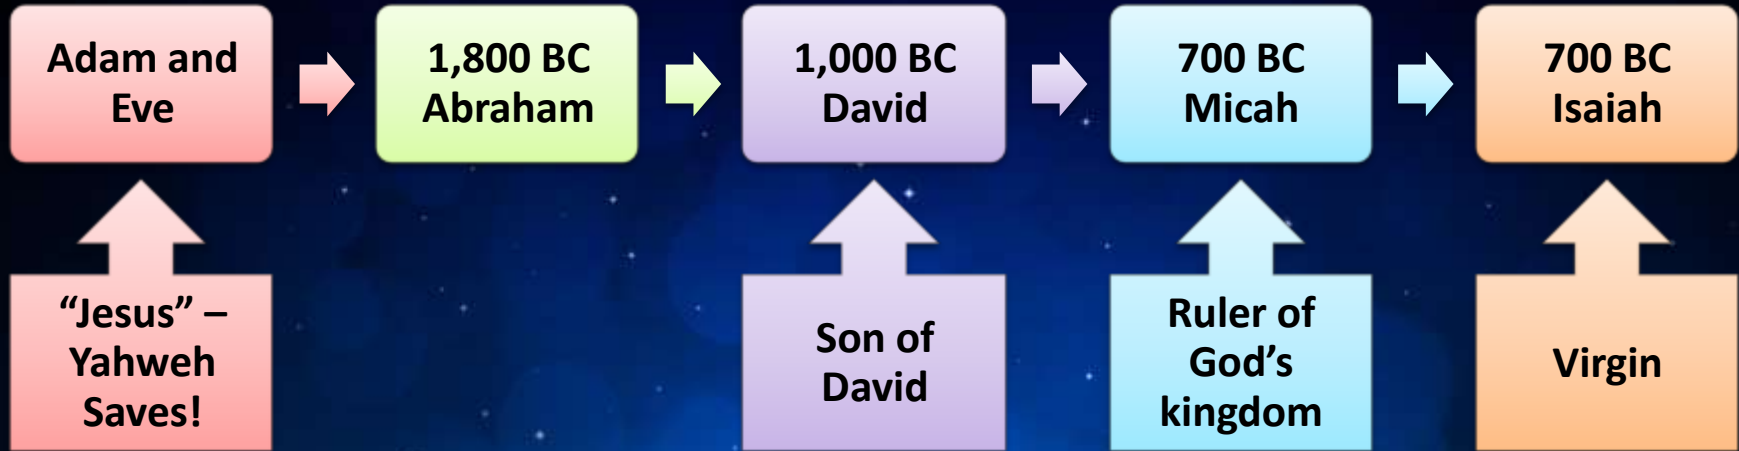 Adam and
Eve
1,800 BC
Abraham
1,000 BC
David
700 BC
Micah
700 BC
Isaiah
“Jesus” –
Yahweh
Saves!
Son of
David
Ruler of
God’s
kingdom
Virgin